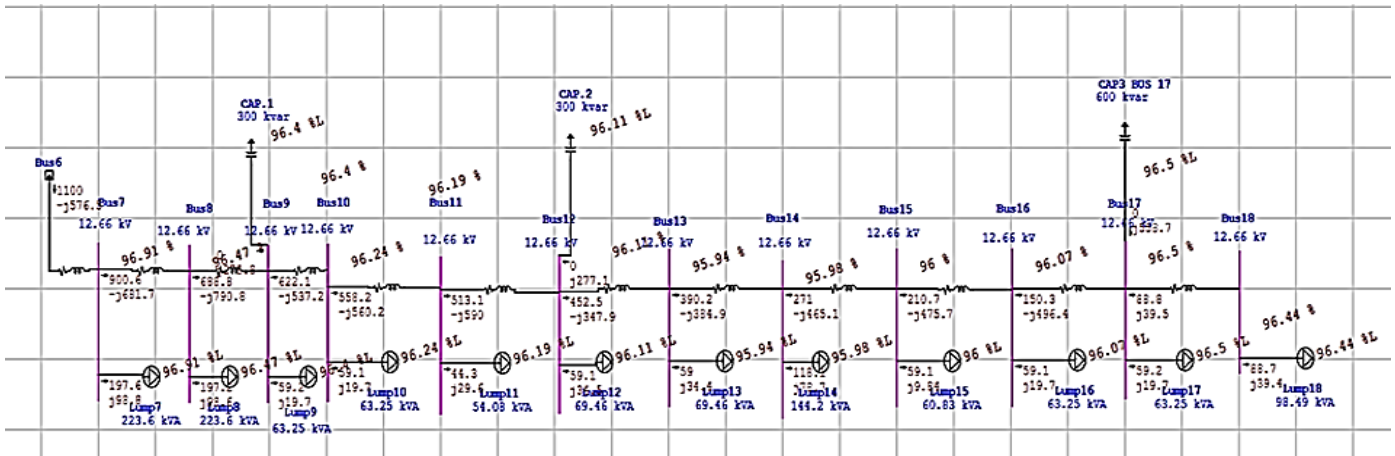 CAP.1
300 kvar
96.4 %L
CAP.2
300 kvar
96.11 %L
CAP3 BUS 17
600 kvar
96.5 %L
Bus6
1100
Bus7
12.66 kV
Bus8
12.66 kV
Bus9
12.66 kV
96.4 %
Bus10
12.66 kV
96.19 %
Bus11
12.66 kV
Bus12
12.66 kV
Bus13
12.66 kV
Bus14
12.66 kV
Bus15
12.66 kV
Bus16
12.66 kV
Bus17
Bus18
12.66 kV
96.91 %
96.24 %
95.94 %
95.98 %
96 %
96.07 %
96.5 %
96.44 %
900.6
-j681.7
-j790.8
622.1
-j537.2
558.2
-j560.2
513.1
-j590
0
j277.1
452.5
-j347.9
390.2
-j384.9
271
-j465.1
210.7
-j475.7
150.3
-j496.4
88.8
j39.5
96.91 %L
96.24 %L
96.19 %L
96.11 %L
95.94 %L
95.98 %L
96 %L
96.07 %L
96.5 %L
96.44 %L
197.6
j98.8
59.2
j19.7
59.1
44.3
59.1
59
59.1
59.1
j19.7
59.2
88.7
j39.4
Lump7
223.6 kVA
Lump8
223.6 kVA
Lump9
63.25 kVA
Lump10
63.25 kVA
Lump11
54.08 kVA
Lump12
69.46 kVA
Lump13
69.46 kVA
Lump14
144.2 kVA
Lump15
60.83 kVA
Lump16
63.25 kVA
Lump17
63.25 kVA
Lump18
98.49 kVA